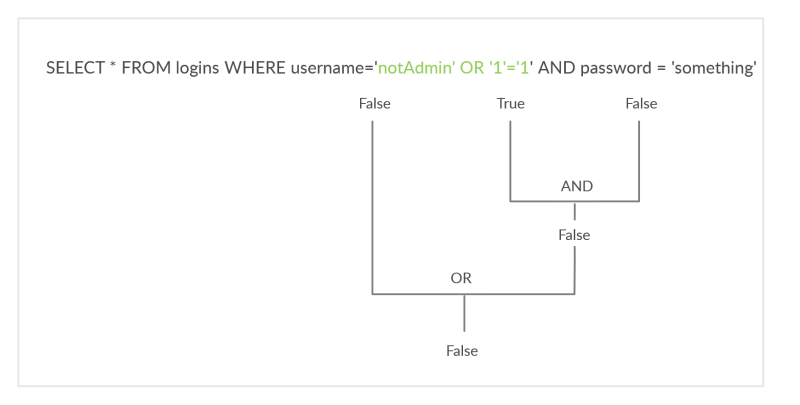 SELECT * FROM logins WHERE username='notAdmin' OR '1'='1' AND password = 'something'
False True False
AND
False
OR
False